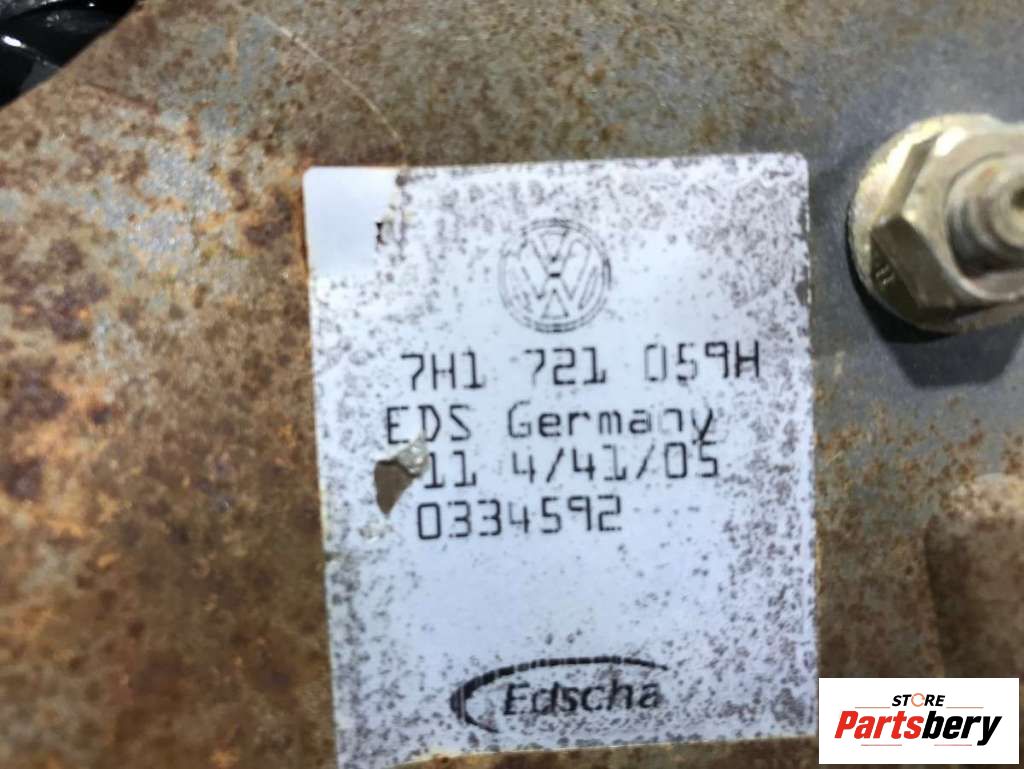 7H1 721 059H
EDS Germany
11 4/41/05
0334592
Edscha
STORE
Partsbery